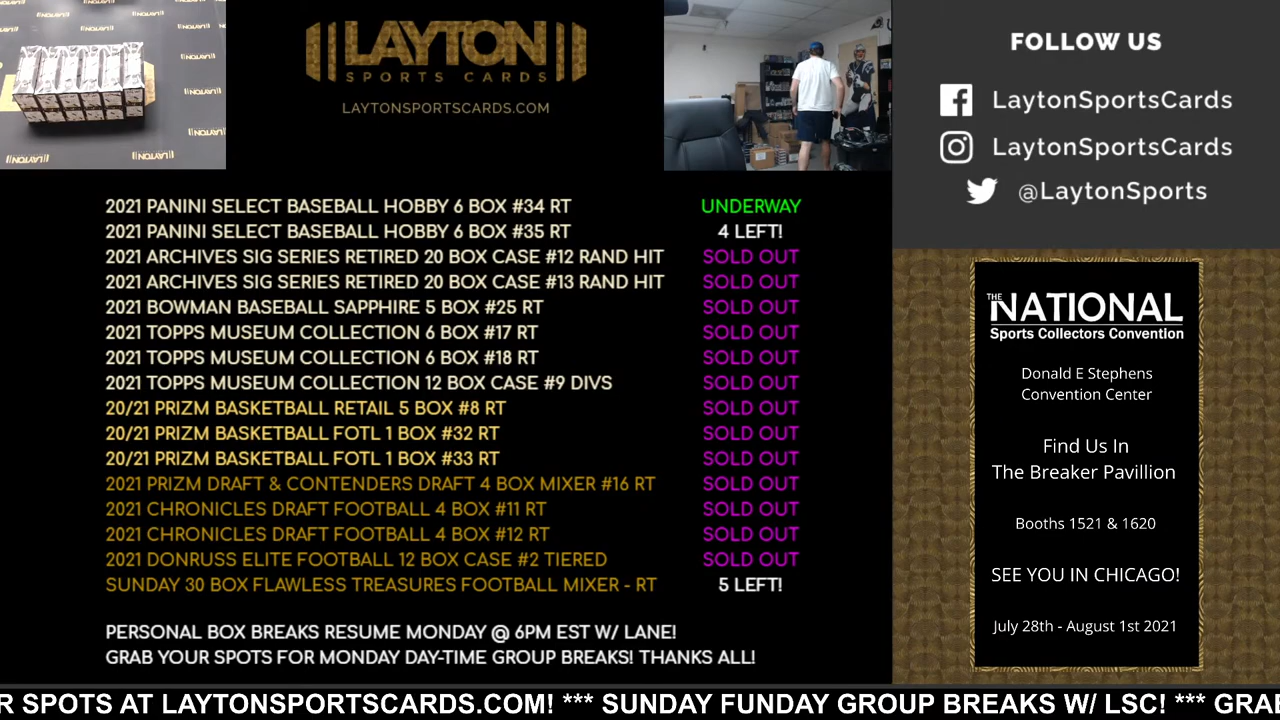 LAYTON
SPORTS CARDS
LAYTONSPORTSCARDS.COM
2021 PANINI SELECT BASEBALL HOBBY 6 BOX #34 RT UNDERWAY
2021 PANINI SELECT BASEBALL HOBBY 6 BOX #35 RT 4 LEFT!
2021 ARCHIVES SIG SERIES RETIRED 20 BOX CASE #12 RAND HIT SOLD OUT
2021 ARCHIVES SIG SERIES RETIRED 20 BOX CASE #13 RAND HIT SOLD OUT
2021 BOWMAN BASEBALL SAPPHIRE 5 BOX #25 RT SOLD OUT
2021 TOPPS MUSEUM COLLECTION 6 BOX #17 RT SOLD OUT
2021 TOPPS MUSEUM COLLECTION 6 BOX #18 RT SOLD OUT
2021 TOPPS MUSEUM COLLECTION 12 BOX CASE #9 DIVS SOLD OUT
20/21 PRIZM BASKETBALL RETAIL 5 BOX #8 RT SOLD OUT
20/21 PRIZM BASKETBALL FOTL 1 BOX #32 RT SOLD OUT
20/21 PRIZM BASKETBALL FOTL 1 BOX #33 RT SOLD OUT
2021 PRIZM DRAFT & CONTENDERS DRAFT 4 BOX MIXER #16 RT SOLD OUT
2021 CHRONICLES DRAFT FOOTBALL 4 BOX #11 RT SOLD OUT
2021 CHRONICLES DRAFT FOOTBALL 4 BOX #12 RT SOLD OUT
2021 DONRUSS ELITE FOOTBALL 12 BOX CASE #2 TIERED SOLD OUT
SUNDAY 30 BOX FLAWLESS TREASURES FOOTBALL MIXER - RT 5 LEFT!
PERSONAL BOX BREAKS RESUME MONDAY @ 6PM EST W/ LANE!
GRAB YOUR SPOTS FOR MONDAY DAY-TIME GROUP BREAKS! THANKS ALL!
FOLLOW US
LaytonSportsCards
LaytonSportsCards
@LaytonSports
THE NATIONAL
Sports Collectors Convention
Donald E Stephens
Convention Center
Find Us In
The Breaker Pavillion
Booths 1521 & 1620
SEE YOU IN CHICAGO!
July 28th - August 1st 2021
R SPOTS AT LAYTONSPORTSCARDS.COM! *** SUNDAY FUNDAY GROUP BREAKS W/ LSC! *** GRAB